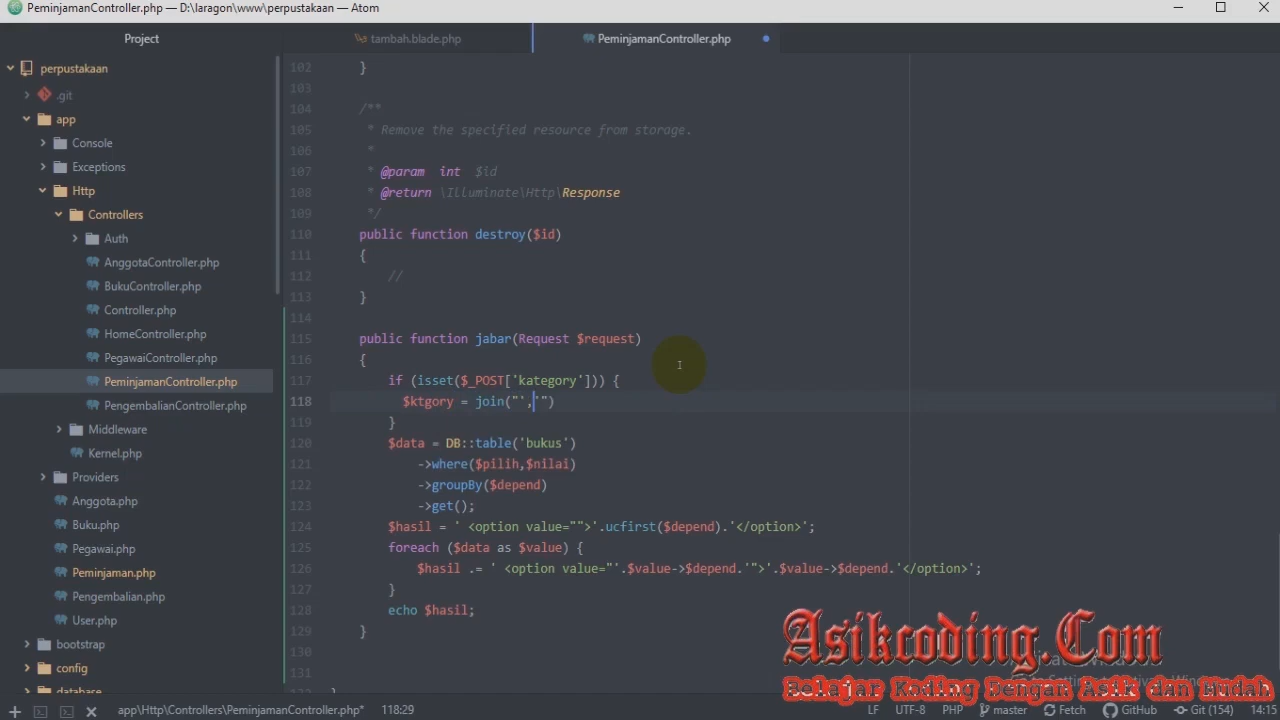 PeminjamanController.php — D:\laragon\www\perpustakaan — Atom
Project
tambah.blade.php
PeminjamanController.php
perpustakaan
.git
app
Console
Exceptions
Http
Controllers
Auth
AnggotaController.php
BukuController.php
Controller.php
HomeController.php
PegawaiController.php
PeminjamanController.php
PengembalianController.php
Middleware
Kernel.php
Providers
Anggota.php
Buku.php
Pegawai.php
Peminjaman.php
Pengembalian.php
User.php
bootstrap
config
database
102 }
103
104 /**
105 * Remove the specified resource from storage.
106 *
107 * @param  int  $id
108 * @return \Illuminate\Http\Response
109 */
110 public function destroy($id)
111 {
112 //
113 }
114
115 public function jabar(Request $request)
116 {
117 if (isset($_POST['kategory'])) {
118 $ktgory = join("','")
119 }
120 $data = DB::table('bukus')
121 ->where($pilih,$nilai)
122 ->groupBy($depend)
123 ->get();
124 $hasil = ' <option value="">'.ucfirst($depend).'</option>';
125 foreach ($data as $value) {
126 $hasil .= ' <option value="'.$value->$depend.'">'.$value->$depend.'</option>';
127 }
128 echo $hasil;
129 }
130
131
Asikcoding.Com
Belajar Koding Dengan Asik dan Mudah
app\Http\Controllers\PeminjamanController.php* 118:29
LF UTF-8 PHP master Fetch GitHub Git (154) 14:15